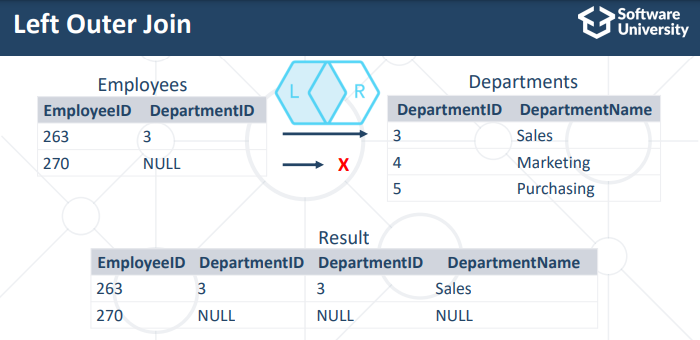 Left Outer Join
Software
University
Employees
EmployeeID DepartmentID
263 3
270 NULL
L R
X
Departments
DepartmentID DepartmentName
3 Sales
4 Marketing
5 Purchasing
Result
EmployeeID DepartmentID DepartmentID DepartmentName
263 3 3 Sales
270 NULL NULL NULL